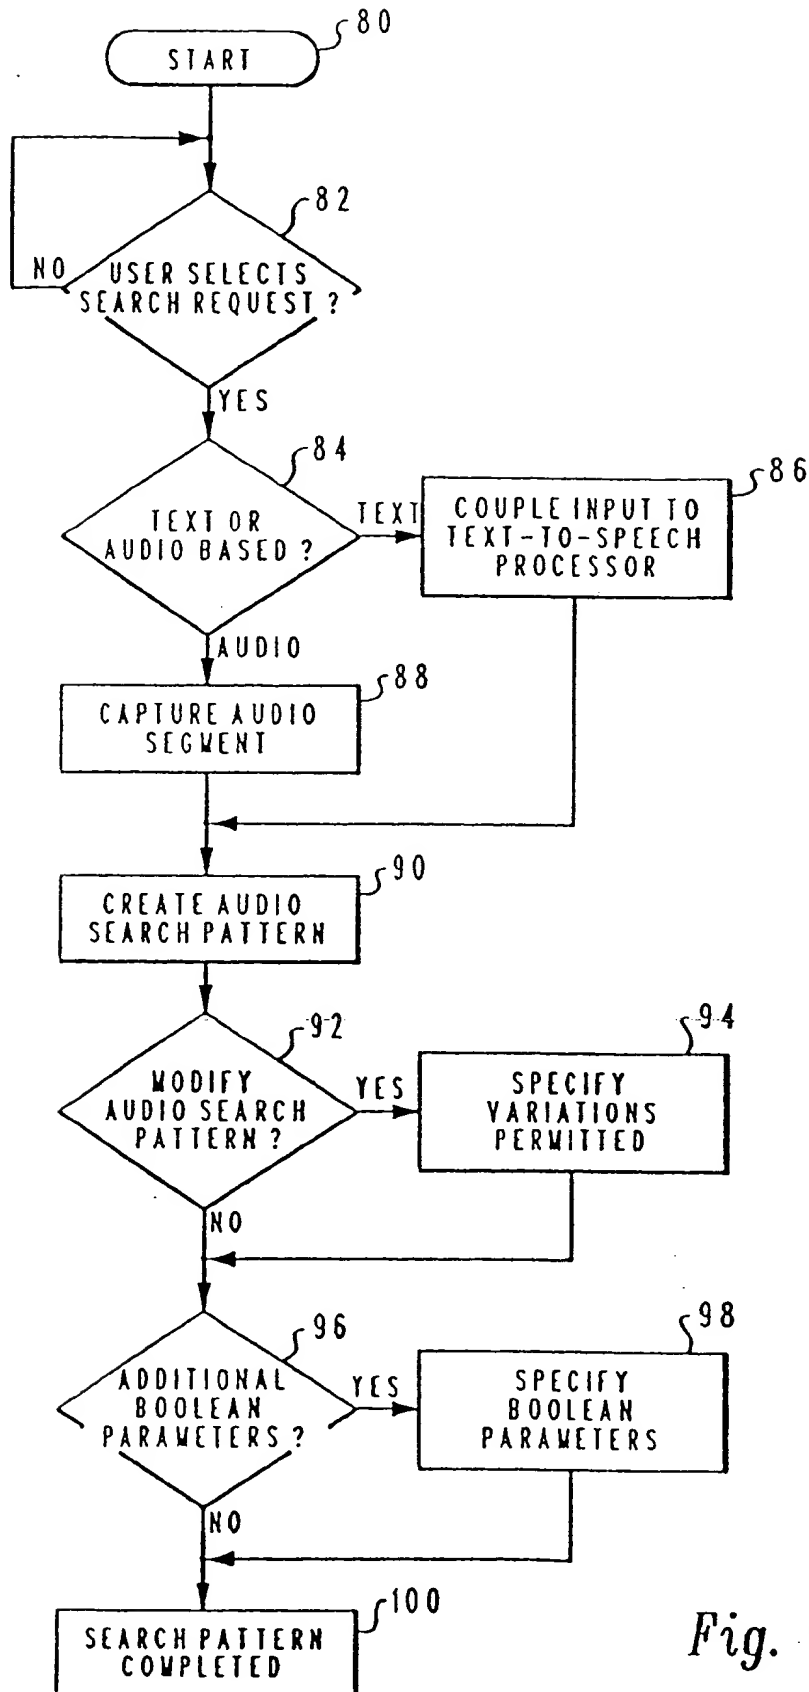 80
START
82
NO
USER SELECTS
SEARCH REQUEST ?
YES
84
TEXT OR
AUDIO BASED ?
TEXT
86
COUPLE INPUT TO
TEXT-TO-SPEECH
PROCESSOR
AUDIO
88
CAPTURE AUDIO
SEGMENT
90
CREATE AUDIO
SEARCH PATTERN
92
MODIFY
AUDIO SEARCH
PATTERN ?
YES
94
SPECIFY
VARIATIONS
PERMITTED
NO
96
ADDITIONAL
BOOLEAN
PARAMETERS ?
YES
98
SPECIFY
BOOLEAN
PARAMETERS
NO
100
SEARCH PATTERN
COMPLETED
Fig.